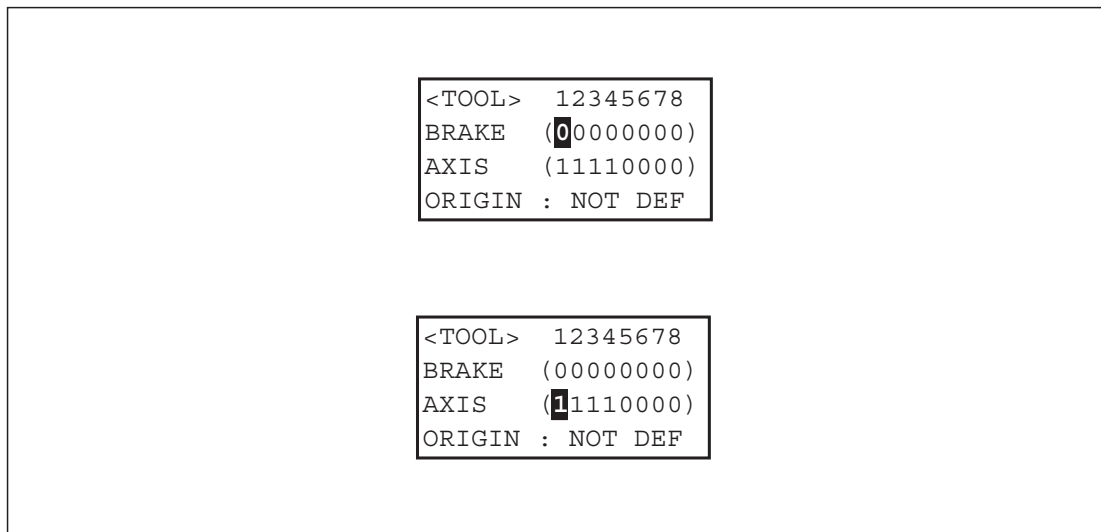 <TOOL> 12345678
BRAKE (00000000)
AXIS (11110000)
ORIGIN : NOT DEF
<TOOL> 12345678
BRAKE (00000000)
AXIS (11110000)
ORIGIN : NOT DEF